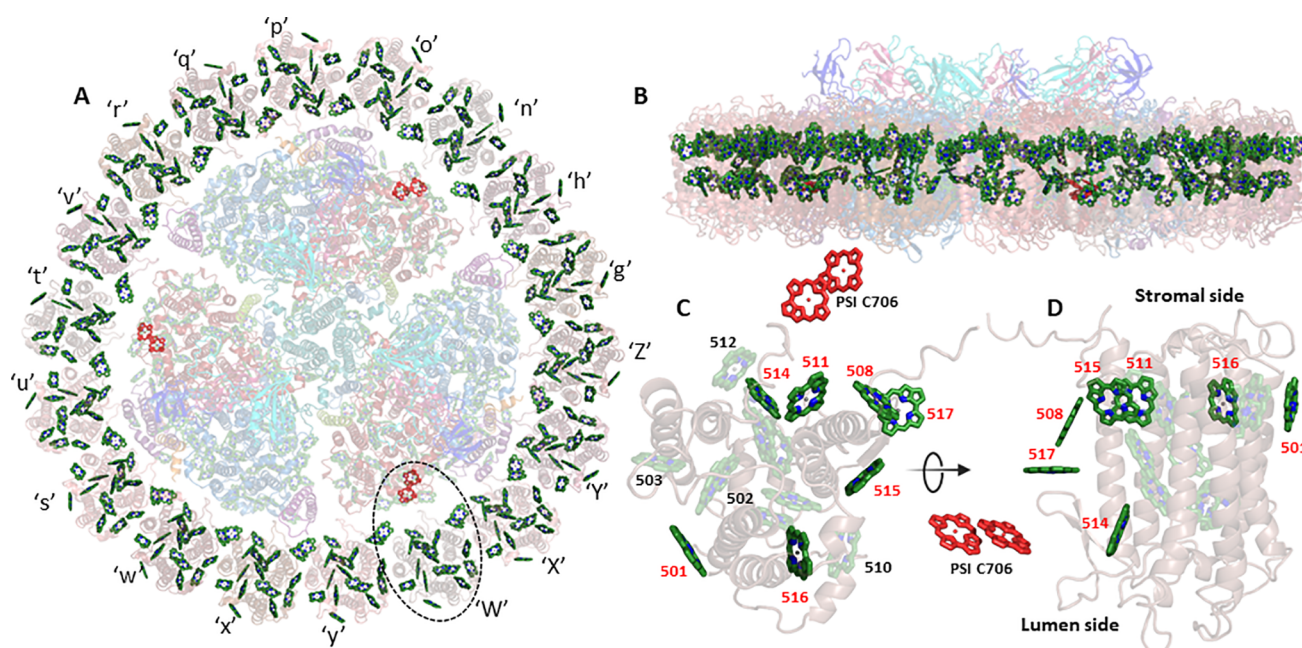 A
'p'
'o'
'q'
'n'
'r'
'h'
'v'
'g'
't'
'Z'
'u'
'Y'
's'
'X'
'w'
'W'
'x'
'y'
B
PSI C706
C
512
514
511
508
517
503
502
515
501
516
510
D
Stromal side
515
511
516
508
501
517
514
PSI C706
Lumen side